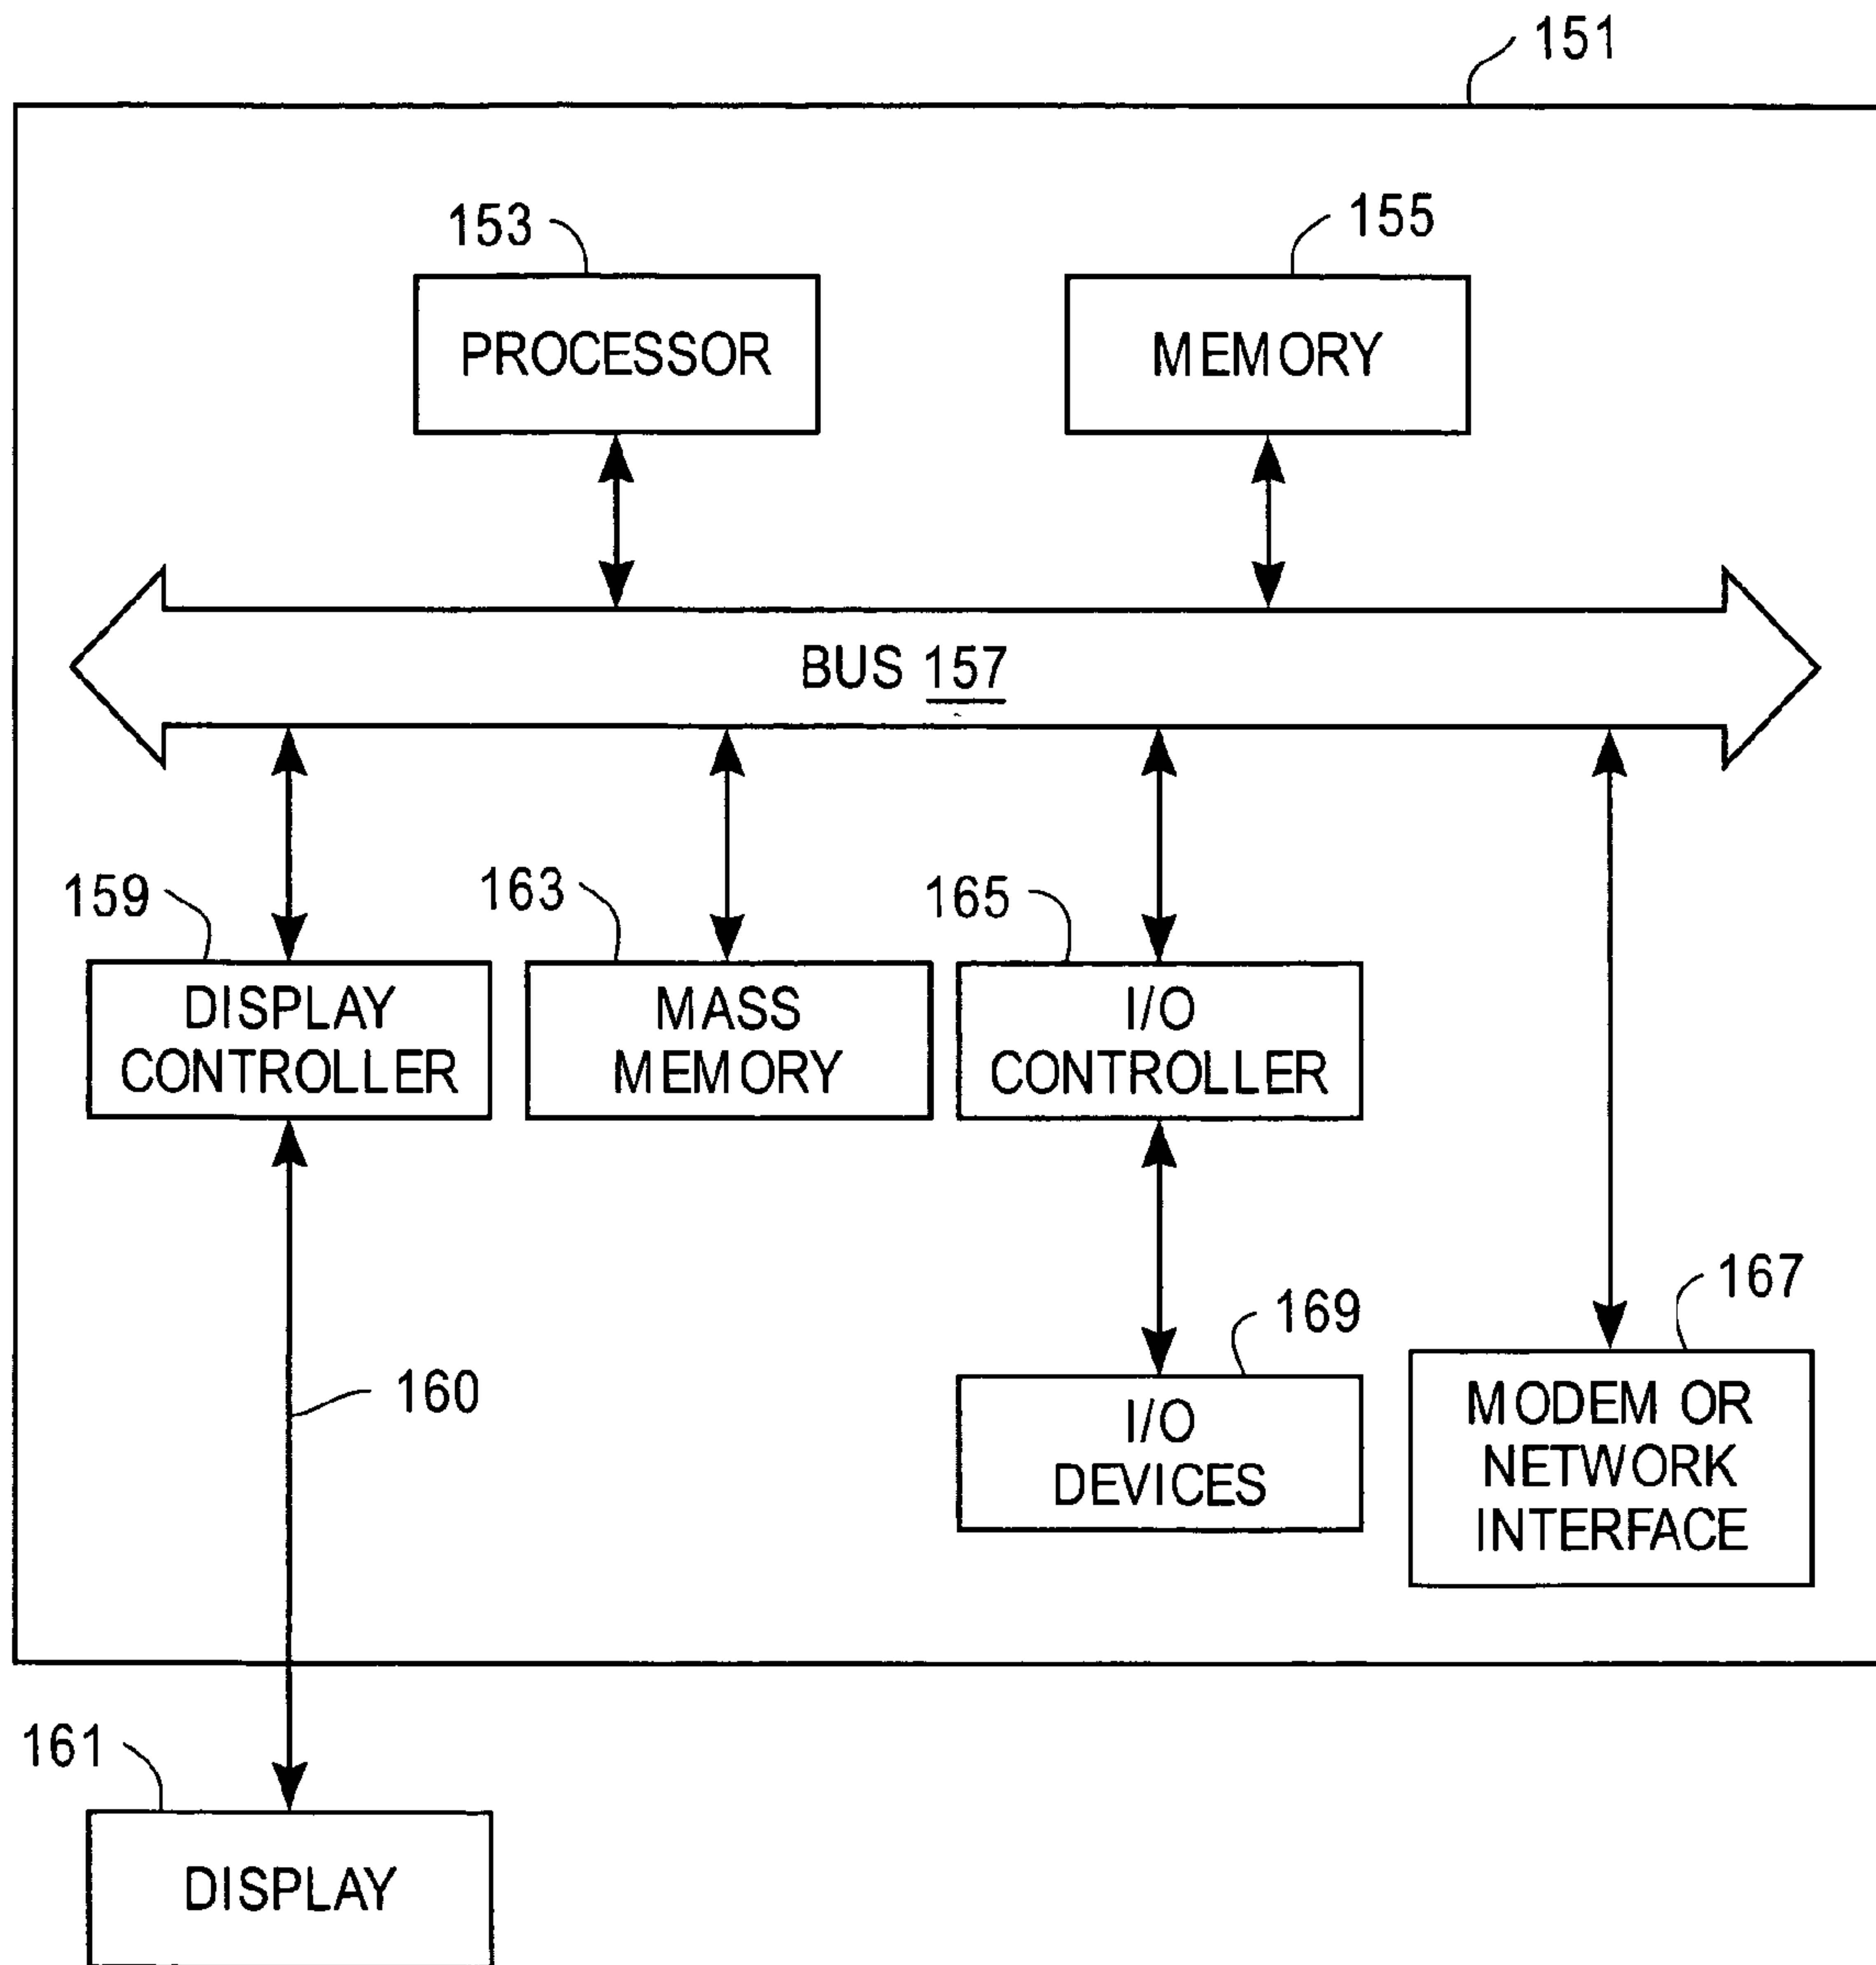 151
153
155
PROCESSOR
MEMORY
BUS 157
159
163
165
DISPLAY
CONTROLLER
MASS
MEMORY
I/O
CONTROLLER
160
169
167
I/O
DEVICES
MODEM OR
NETWORK
INTERFACE
161
DISPLAY